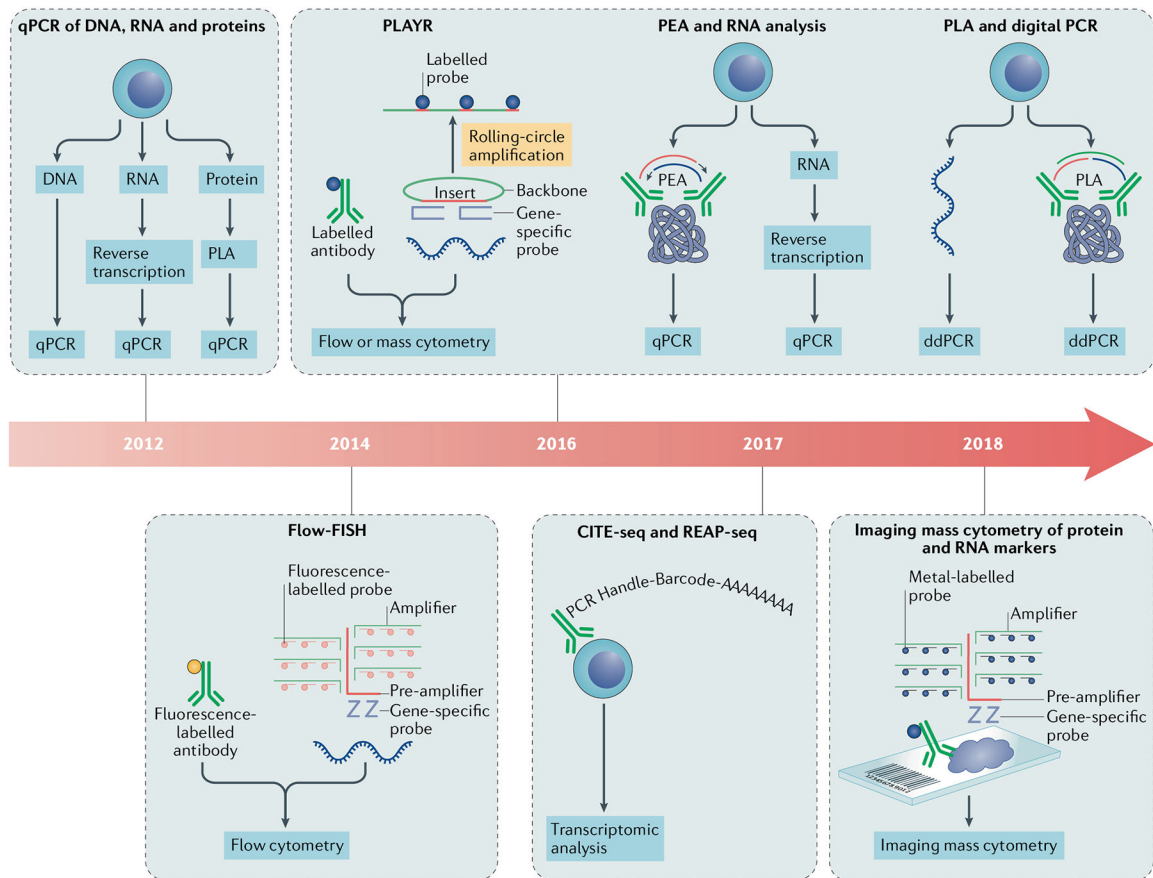 qPCR of DNA, RNA and proteins
DNA
RNA
Protein
Reverse
transcription
PLA
qPCR
qPCR
qPCR
PLAYR
Labelled
probe
Rolling-circle
amplification
Insert
Backbone
Gene-
specific
probe
Labelled
antibody
Flow or mass cytometry
PEA and RNA analysis
PEA
RNA
Reverse
transcription
qPCR
qPCR
PLA and digital PCR
PLA
ddPCR
ddPCR
2012
2014
2016
2017
2018
Flow-FISH
Fluorescence-
labelled probe
Amplifier
Pre-amplifier
Gene-specific
probe
Fluorescence-
labelled
antibody
Flow cytometry
CITE-seq and REAP-seq
PCR Handle-Barcode-AAAAAAAA
Transcriptomic
analysis
Imaging mass cytometry of protein
and RNA markers
Metal-labelled
probe
Amplifier
Pre-amplifier
Gene-specific
probe
Imaging mass cytometry